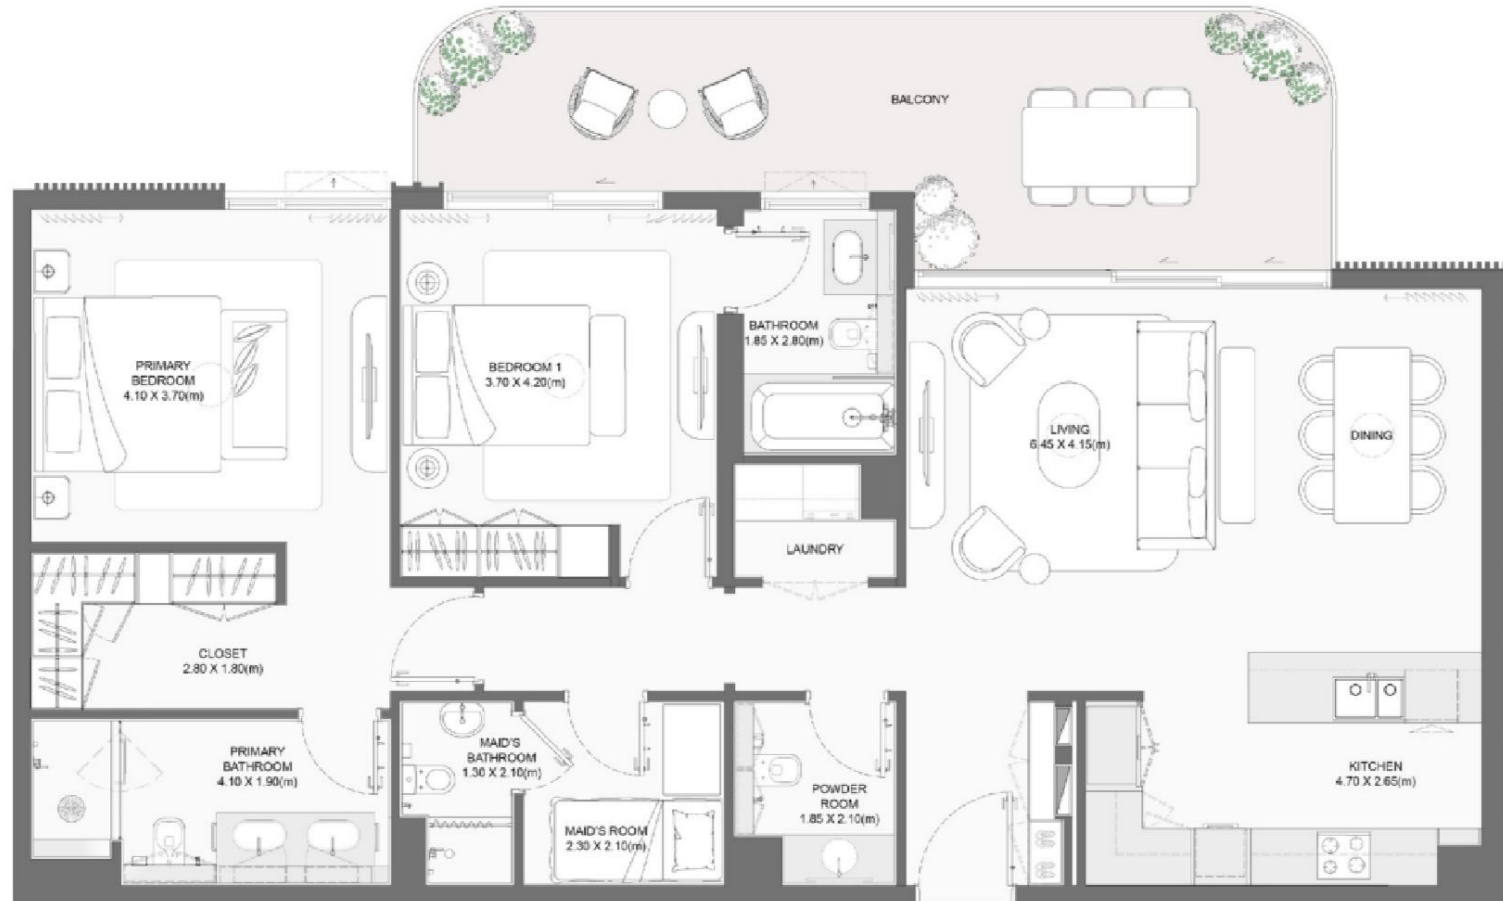 BALCONY
PRIMARY
BEDROOM
4.10 X 3.70(m)
BEDROOM 1
3.70 X 4.20(m)
BATHROOM
1.85 X 2.80(m)
LIVING
6.45 X 4.15(m)
DINING
LAUNDRY
CLOSET
2.80 X 1.80(m)
PRIMARY
BATHROOM
4.10 X 1.90(m)
MAID'S
BATHROOM
1.30 X 2.10(m)
MAID'S ROOM
2.30 X 2.10(m)
POWDER
ROOM
1.85 X 2.10(m)
KITCHEN
4.70 X 2.65(m)